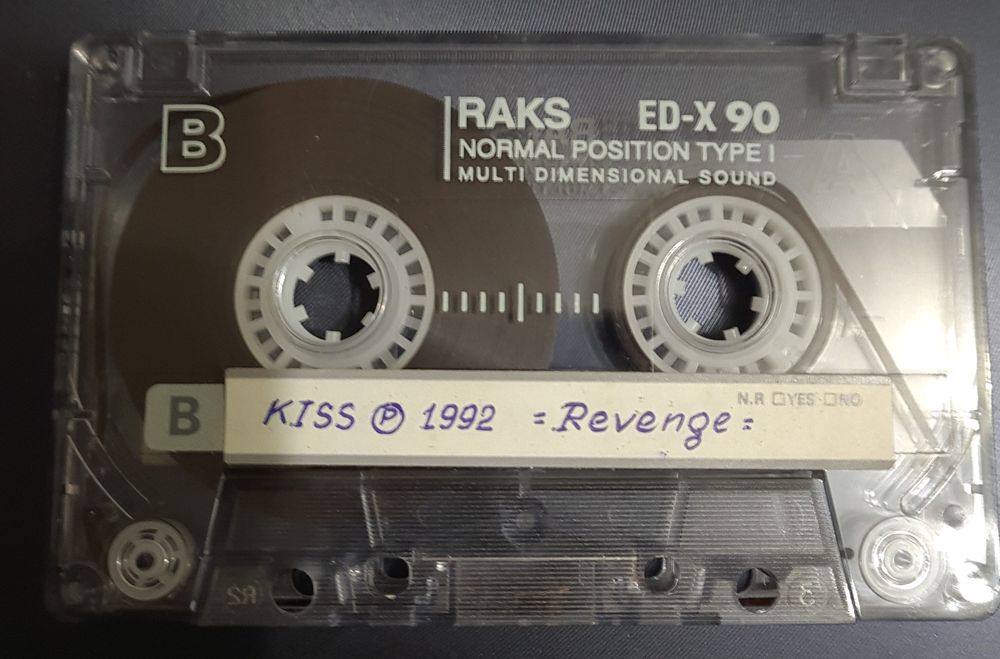 B
RAKS ED-X 90
NORMAL POSITION TYPE I
MULTI DIMENSIONAL SOUND
N.R □YES □NO
B KISS Ⓟ 1992 =Revenge=